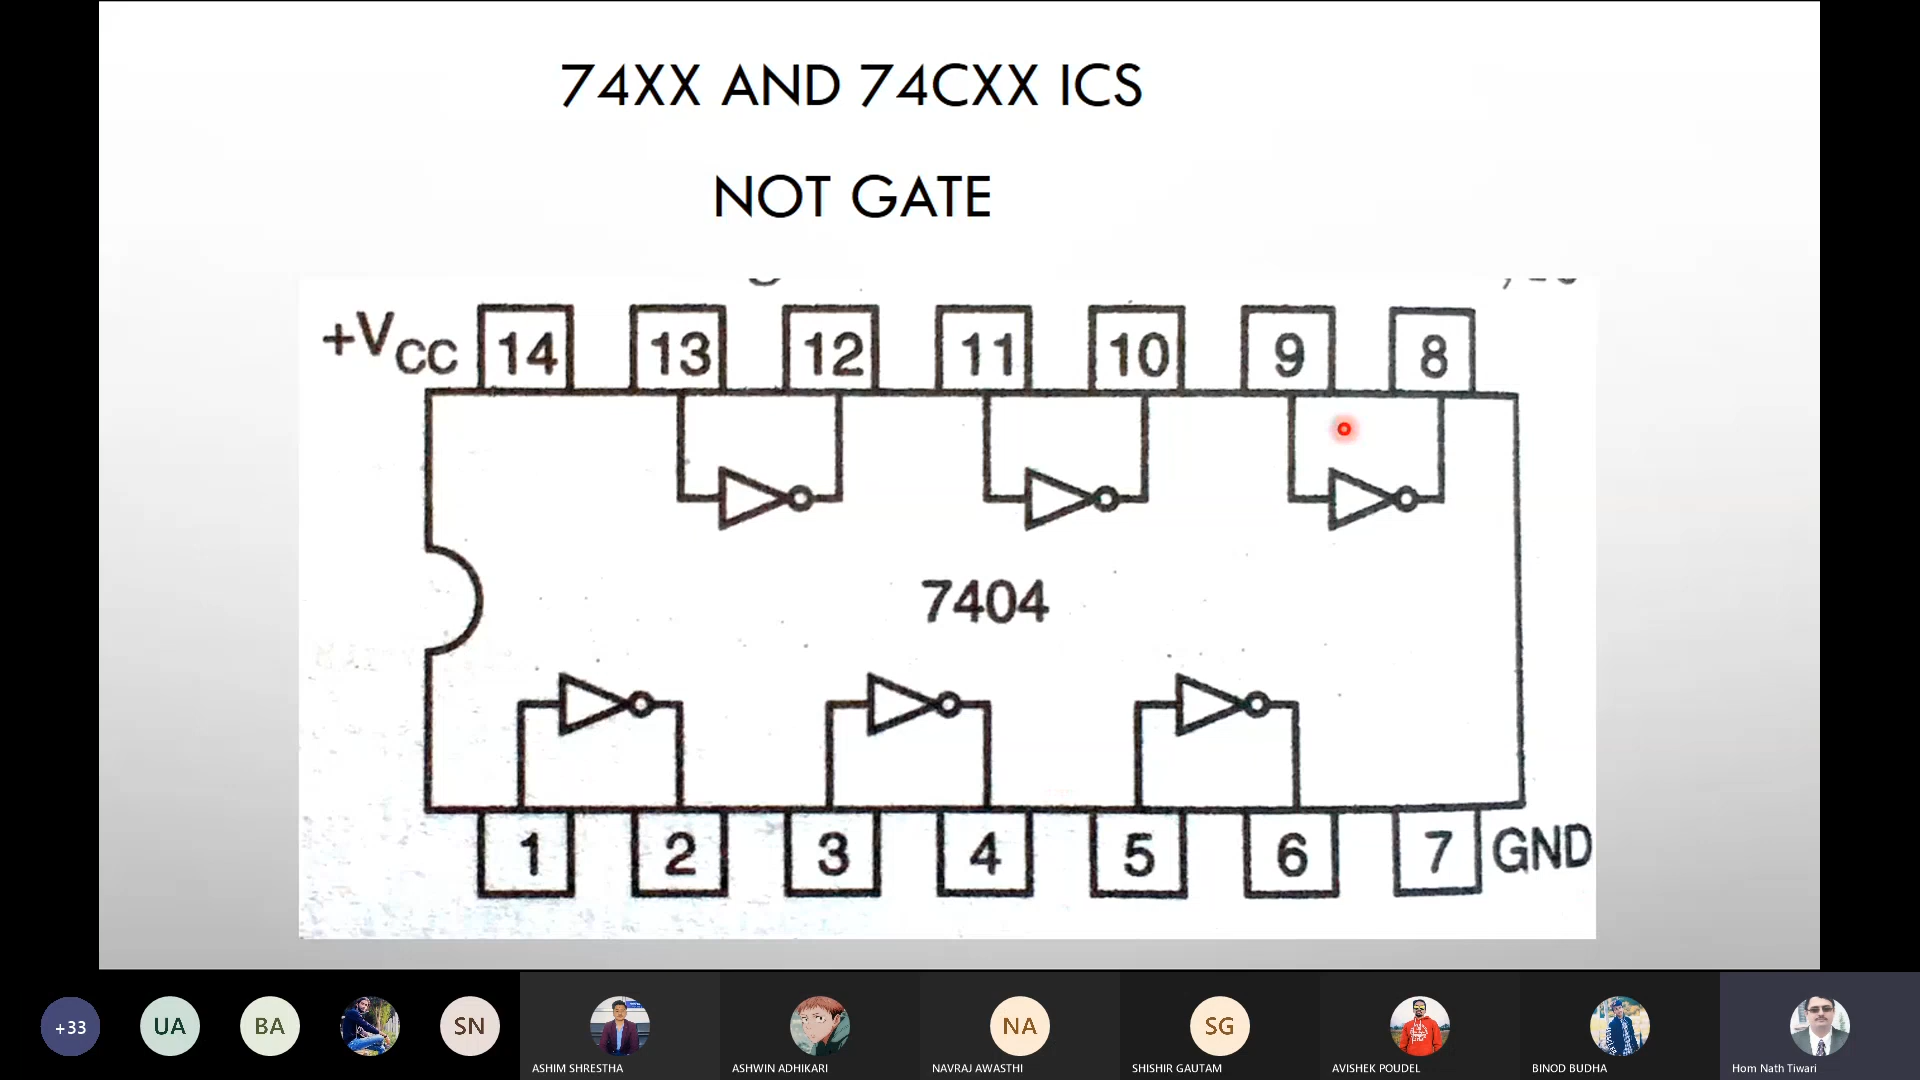 74XX AND 74CXX ICS
NOT GATE
+VCC 14 13 12 11 10 9 8
7404
1 2 3 4 5 6 7 GND
+33 UA BA SN NA SG
ASHIM SHRESTHA ASHWIN ADHIKARI NAVRAJ AWASTHI SHISHIR GAUTAM AVISHEK POUDEL BINOD BUDHA Hom Nath Tiwari